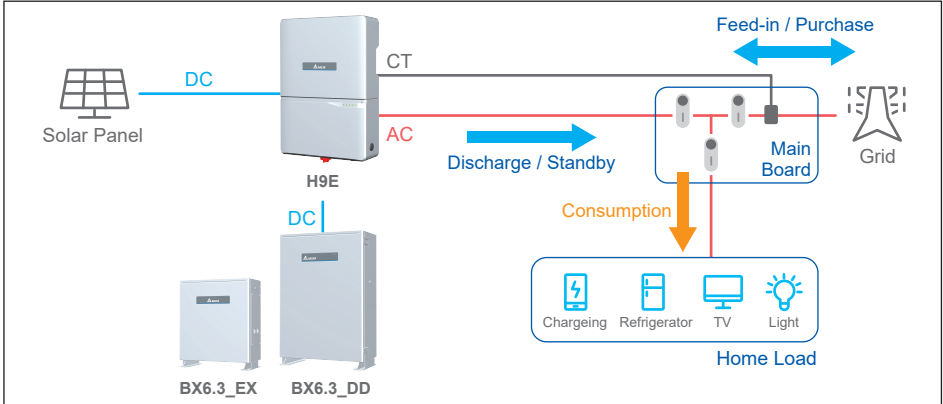 Feed-in / Purchase
CT
DC
Solar Panel
AC
Discharge / Standby
Main
Board
Grid
H9E
DC
Consumption
Chargeing
Refrigerator
TV
Light
Home Load
BX6.3_EX
BX6.3_DD